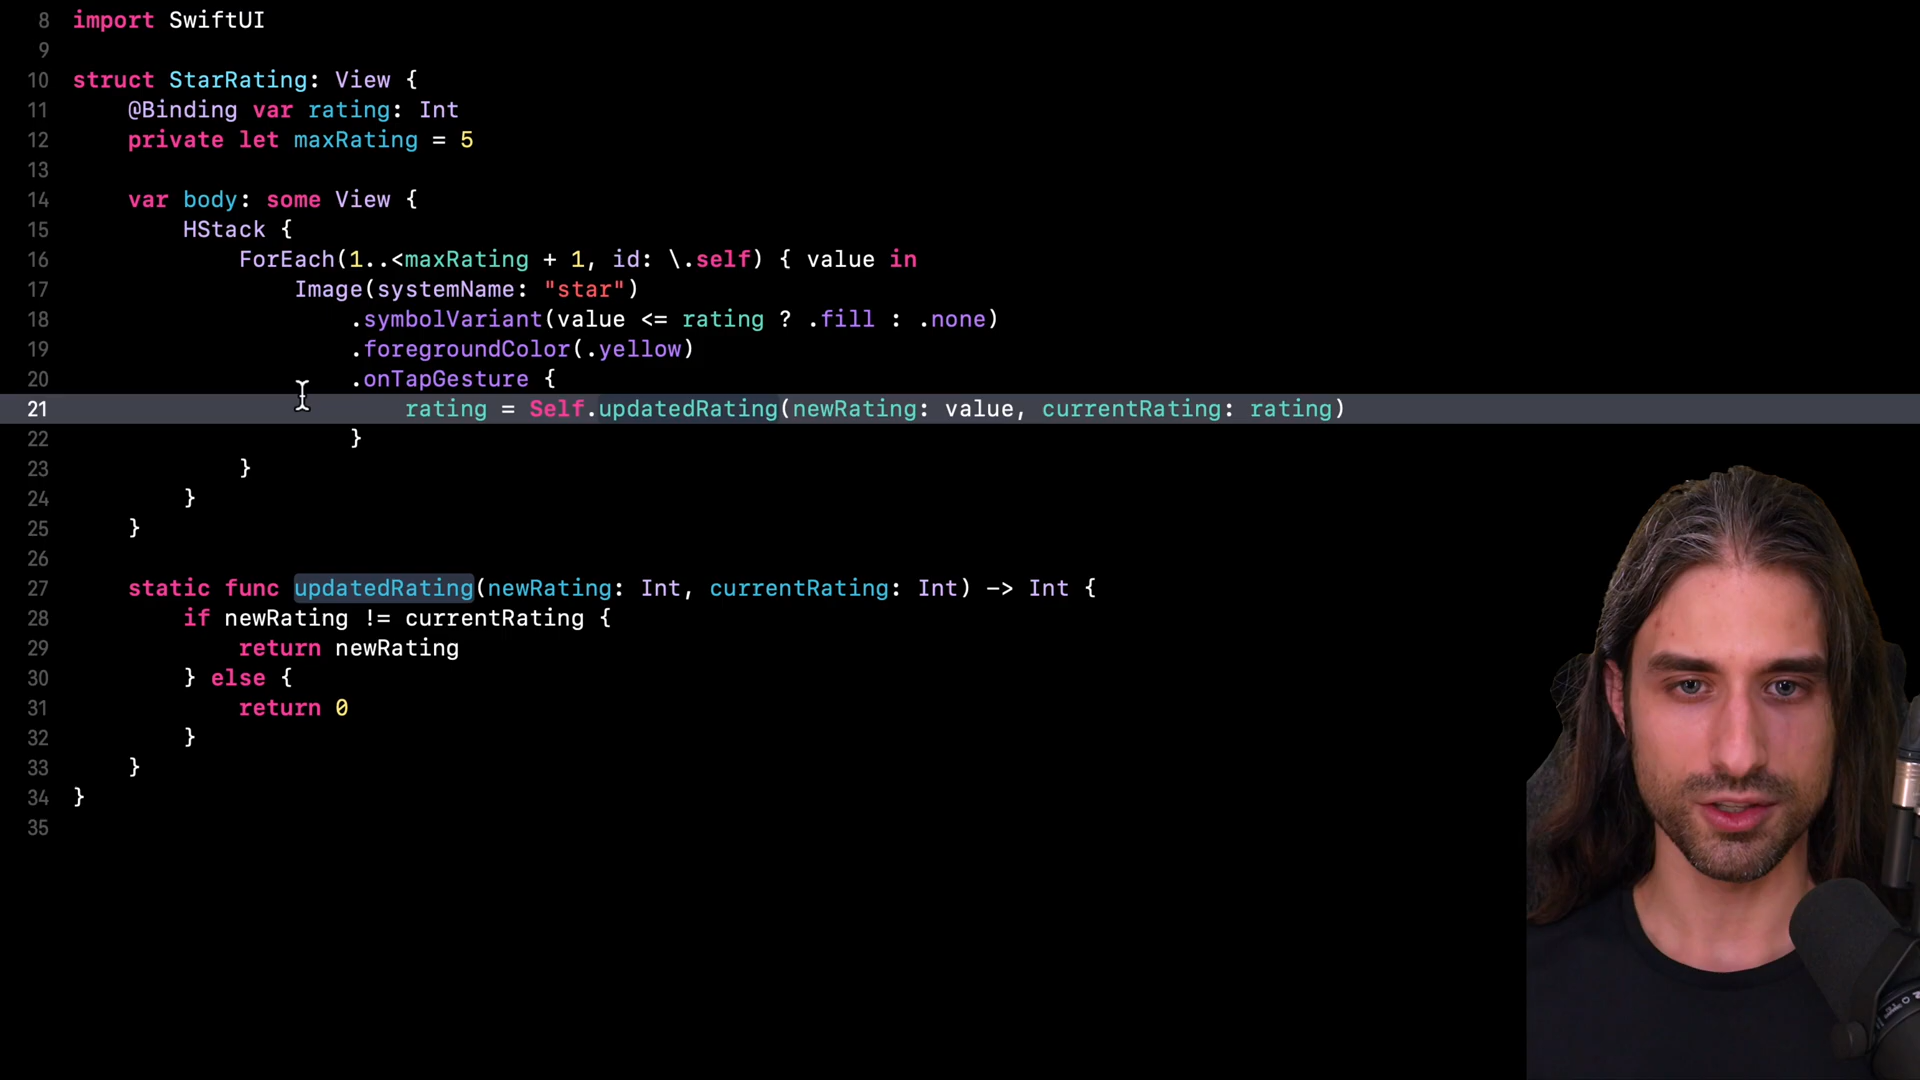 8 import SwiftUI
9
10 struct StarRating: View {
11     @Binding var rating: Int
12     private let maxRating = 5
13
14     var body: some View {
15         HStack {
16             ForEach(1..<maxRating + 1, id: \.self) { value in
17                 Image(systemName: "star")
18                     .symbolVariant(value <= rating ? .fill : .none)
19                     .foregroundColor(.yellow)
20                     .onTapGesture {
21                         rating = Self.updatedRating(newRating: value, currentRating: rating)
22                     }
23             }
24         }
25     }
26
27     static func updatedRating(newRating: Int, currentRating: Int) -> Int {
28         if newRating != currentRating {
29             return newRating
30         } else {
31             return 0
32         }
33     }
34 }
35